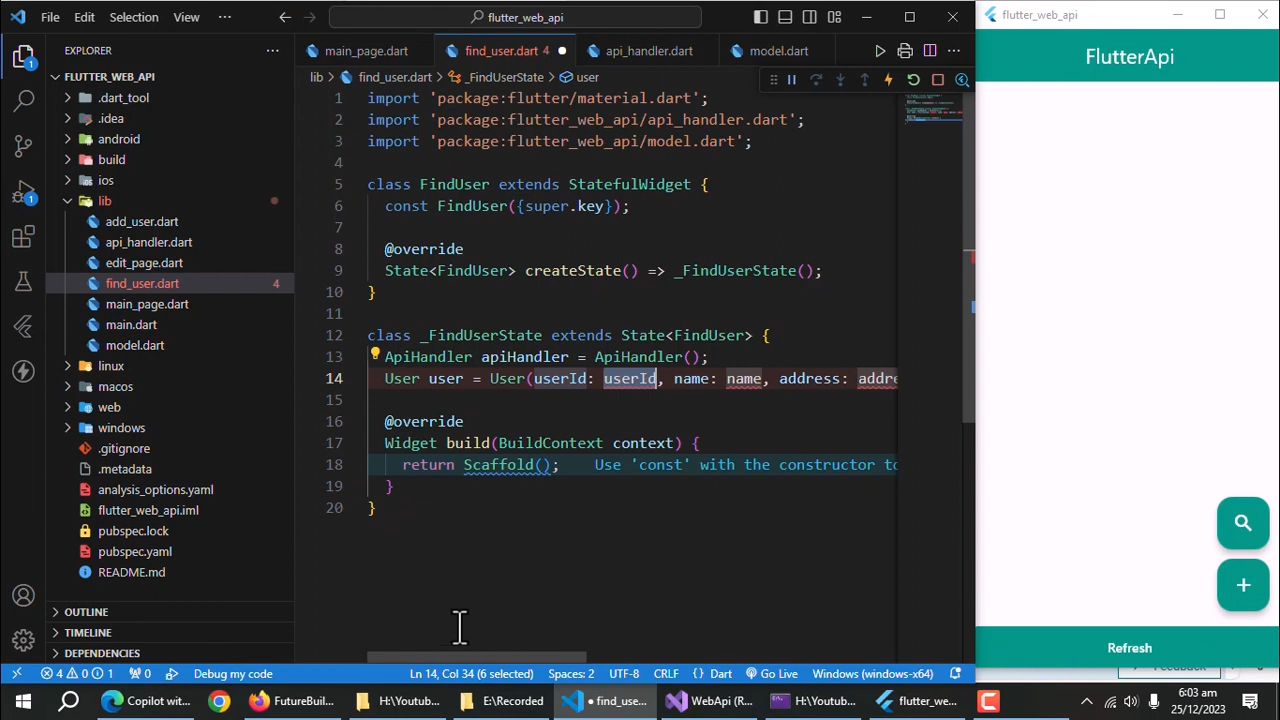 File Edit Selection View ··· flutter_web_api
flutter_web_api
EXPLORER ···
main_page.dart find_user.dart 4 api_handler.dart model.dart ···
FlutterApi
FLUTTER_WEB_API
lib > find_user.dart > _FindUserState > user
.dart_tool
.idea
android
build
ios
lib
add_user.dart
api_handler.dart
edit_page.dart
find_user.dart 4
main_page.dart
main.dart
model.dart
linux
macos
web
windows
.gitignore
.metadata
analysis_options.yaml
flutter_web_api.iml
pubspec.lock
pubspec.yaml
README.md
OUTLINE
TIMELINE
DEPENDENCIES
1 import 'package:flutter/material.dart';
2 import 'package:flutter_web_api/api_handler.dart';
3 import 'package:flutter_web_api/model.dart';
4
5 class FindUser extends StatefulWidget {
6 const FindUser({super.key});
7
8 @override
9 State<FindUser> createState() => _FindUserState();
10 }
11
12 class _FindUserState extends State<FindUser> {
13 ApiHandler apiHandler = ApiHandler();
14 User user = User(userId: userId, name: name, address: addre
15
16 @override
17 Widget build(BuildContext context) {
18 return Scaffold(); Use 'const' with the constructor to
19 }
20 }
1
1
+
Refresh
Feedback
4 0 1 0 Debug my code Ln 14, Col 34 (6 selected) Spaces: 2 UTF-8 CRLF {} Dart Go Live Windows (windows-x64)
Copilot wit... FutureBuil... H:\Youtub... E:\Recorded • find_use... WebApi (R... H:\Youtub... flutter_we...
6:03 am
25/12/2023